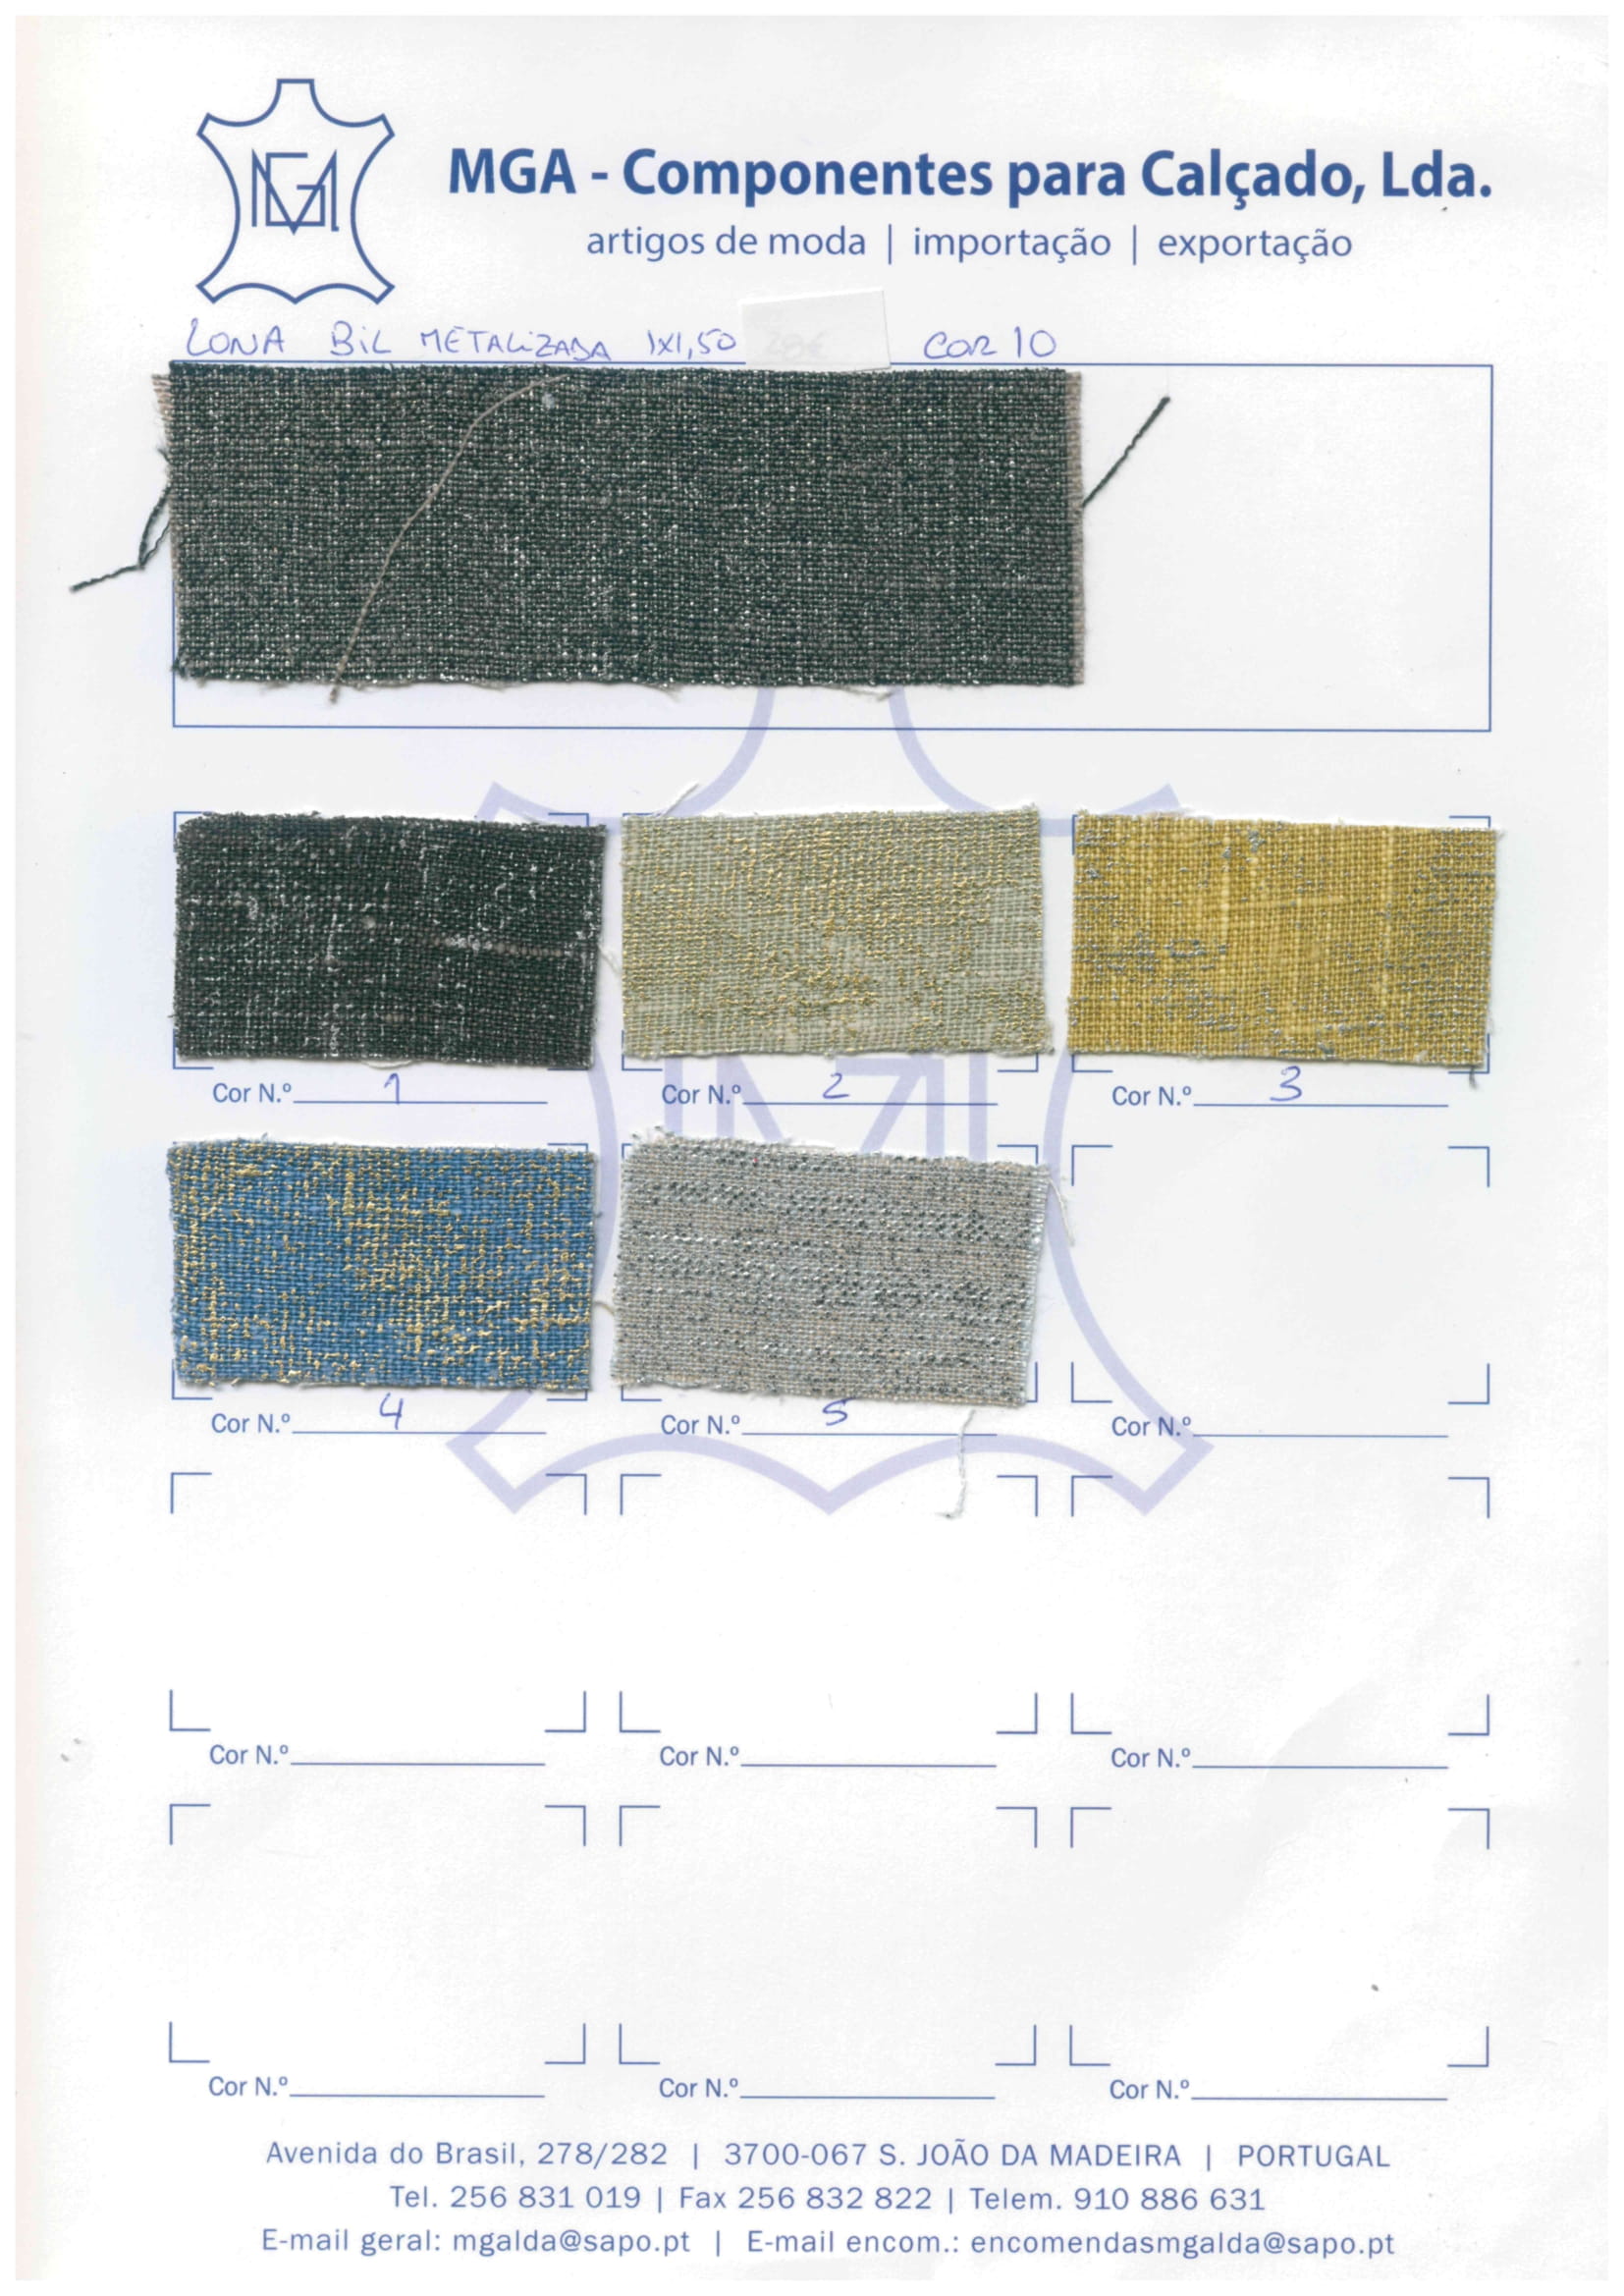 MGA - Componentes para Calçado, Lda.
artigos de moda | importação | exportação
LONA BIL METALIZADA 1X1,50 COR 10
Cor N.º 1 Cor N.º 2 Cor N.º 3
Cor N.º 4 Cor N.º 5 Cor N.º
Cor N.º Cor N.º Cor N.º
Cor N.º Cor N.º Cor N.º
Avenida do Brasil, 278/282 | 3700-067 S. JOÃO DA MADEIRA | PORTUGAL
Tel. 256 831 019 | Fax 256 832 822 | Telem. 910 886 631
E-mail geral: mgalda@sapo.pt | E-mail encom.: encomendasmgalda@sapo.pt